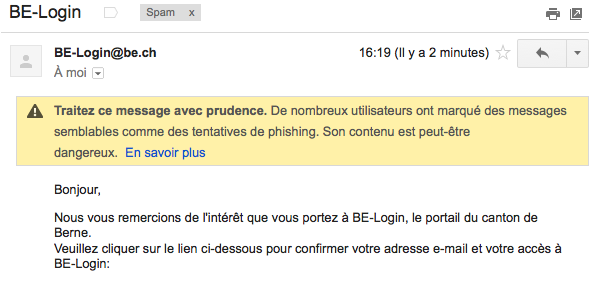 BE-Login Spam x
BE-Login@be.ch 16:19 (Il y a 2 minutes)
À moi
Traitez ce message avec prudence. De nombreux utilisateurs ont marqué des messages
semblables comme des tentatives de phishing. Son contenu est peut-être
dangereux. En savoir plus
Bonjour,
Nous vous remercions de l'intérêt que vous portez à BE-Login, le portail du canton de
Berne.
Veuillez cliquer sur le lien ci-dessous pour confirmer votre adresse e-mail et votre accès à
BE-Login: